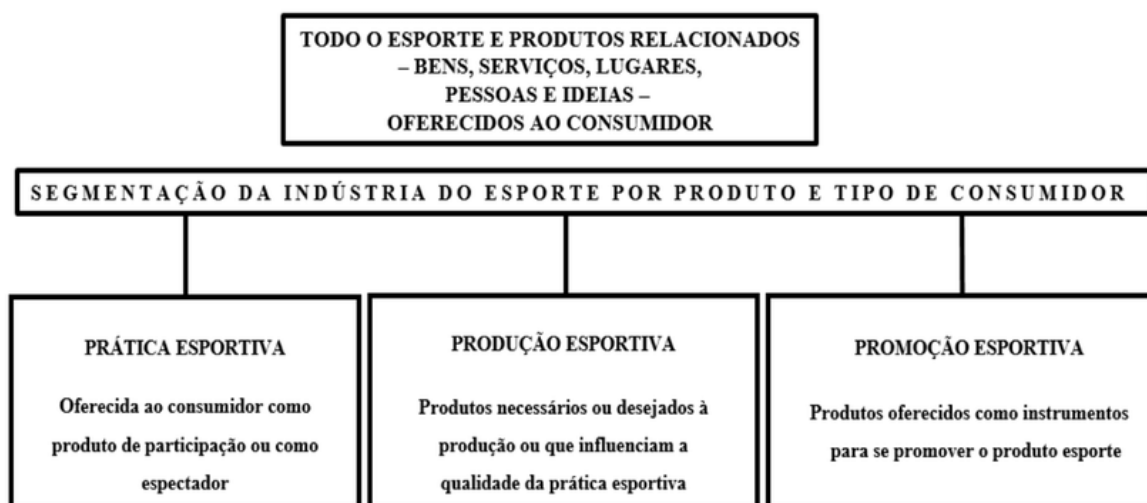 TODO O ESPORTE E PRODUTOS RELACIONADOS
– BENS, SERVIÇOS, LUGARES,
PESSOAS E IDEIAS –
OFERECIDOS AO CONSUMIDOR
SEGMENTAÇÃO DA INDÚSTRIA DO ESPORTE POR PRODUTO E TIPO DE CONSUMIDOR
PRÁTICA ESPORTIVA
Oferecida ao consumidor como
produto de participação ou como
espectador
PRODUÇÃO ESPORTIVA
Produtos necessários ou desejados à
produção ou que influenciam a
qualidade da prática esportiva
PROMOÇÃO ESPORTIVA
Produtos oferecidos como instrumentos
para se promover o produto esporte